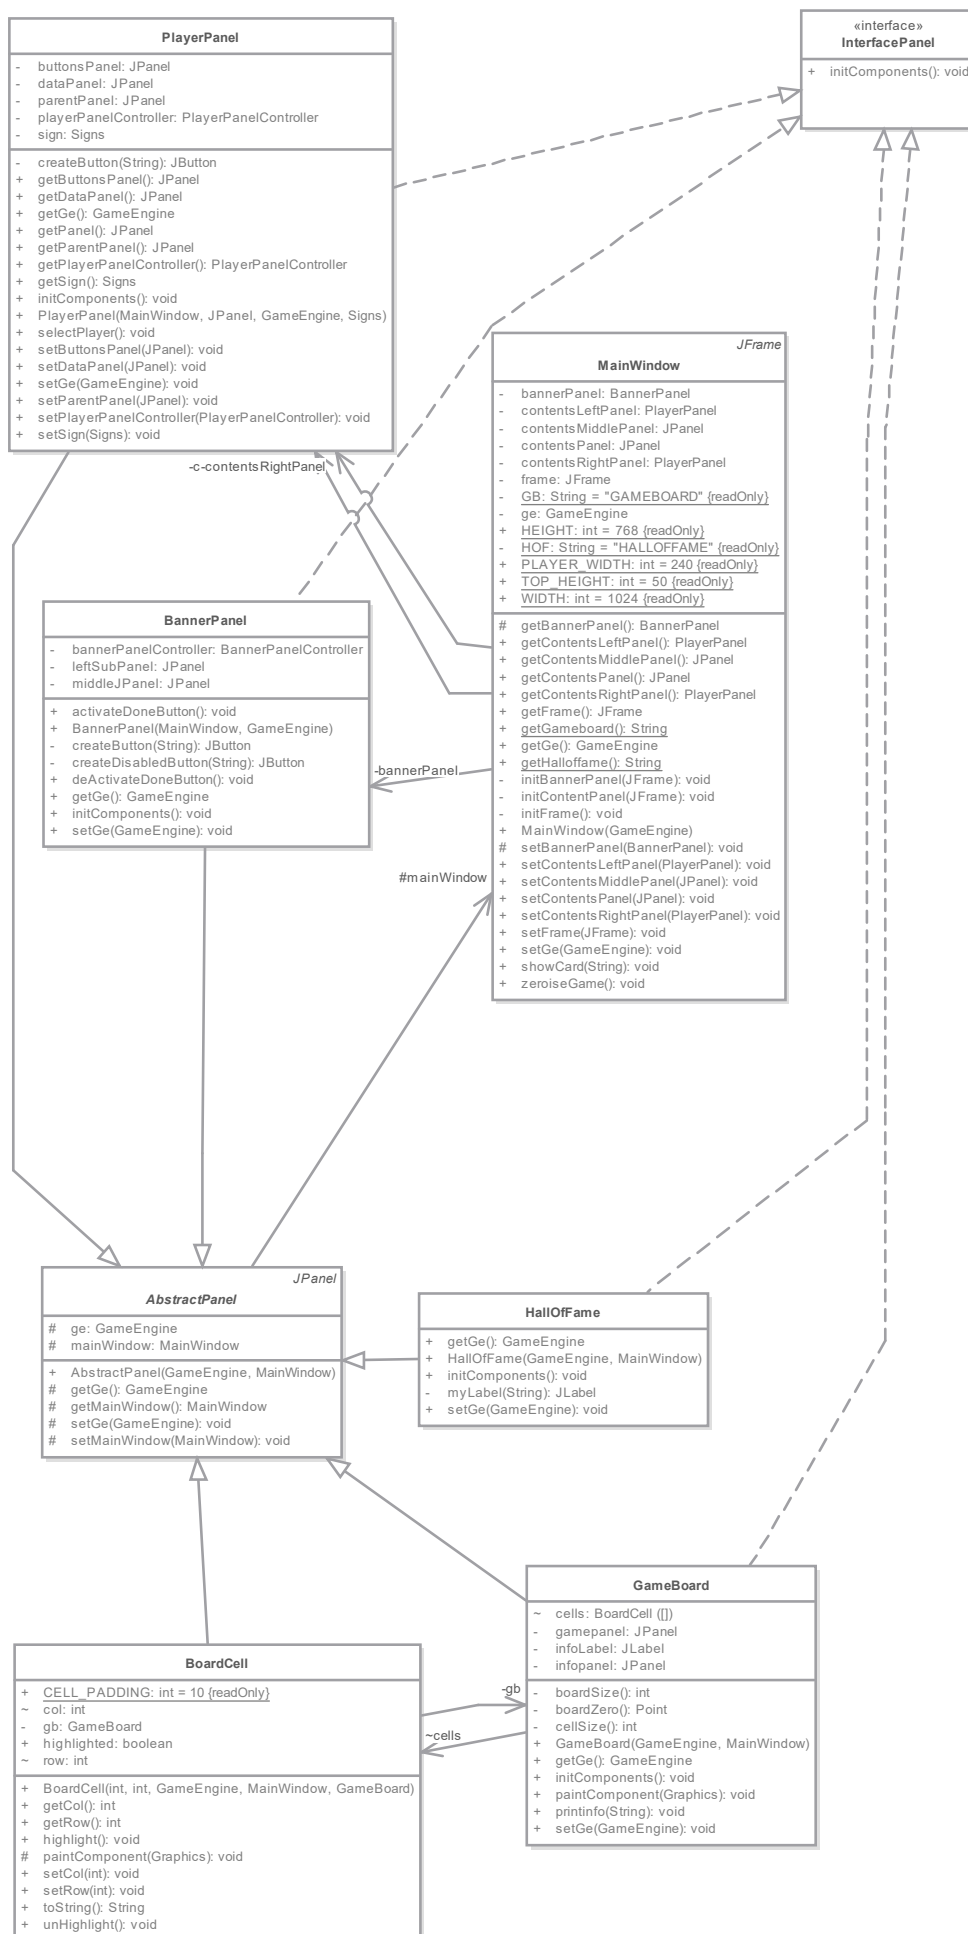 PlayerPanel
- buttonsPanel: JPanel
- dataPanel: JPanel
- parentPanel: JPanel
- playerPanelController: PlayerPanelController
- sign: Signs
- createButton(String): JButton
+ getButtonsPanel(): JPanel
+ getDataPanel(): JPanel
+ getGe(): GameEngine
+ getPanel(): JPanel
+ getParentPanel(): JPanel
+ getPlayerPanelController(): PlayerPanelController
+ getSign(): Signs
+ initComponents(): void
+ PlayerPanel(MainWindow, JPanel, GameEngine, Signs)
+ selectPlayer(): void
+ setButtonsPanel(JPanel): void
+ setDataPanel(JPanel): void
+ setGe(GameEngine): void
+ setParentPanel(JPanel): void
+ setPlayerPanelController(PlayerPanelController): void
+ setSign(Signs): void
«interface»
InterfacePanel
+ initComponents(): void
JFrame
MainWindow
- bannerPanel: BannerPanel
- contentsLeftPanel: PlayerPanel
- contentsMiddlePanel: JPanel
- contentsPanel: JPanel
- contentsRightPanel: PlayerPanel
- frame: JFrame
- GB: String = "GAMEBOARD" {readOnly}
- ge: GameEngine
+ HEIGHT: int = 768 {readOnly}
- HOF: String = "HALLOFFAME" {readOnly}
+ PLAYER_WIDTH: int = 240 {readOnly}
+ TOP_HEIGHT: int = 50 {readOnly}
+ WIDTH: int = 1024 {readOnly}
# getBannerPanel(): BannerPanel
+ getContentsLeftPanel(): PlayerPanel
+ getContentsMiddlePanel(): JPanel
+ getContentsPanel(): JPanel
+ getContentsRightPanel(): PlayerPanel
+ getFrame(): JFrame
+ getGameboard(): String
+ getGe(): GameEngine
+ getHalloffame(): String
- initBannerPanel(JFrame): void
- initContentPanel(JFrame): void
- initFrame(): void
+ MainWindow(GameEngine)
# setBannerPanel(BannerPanel): void
+ setContentsLeftPanel(PlayerPanel): void
+ setContentsMiddlePanel(JPanel): void
+ setContentsPanel(JPanel): void
+ setContentsRightPanel(PlayerPanel): void
+ setFrame(JFrame): void
+ setGe(GameEngine): void
+ showCard(String): void
+ zeroiseGame(): void
-c-contentsRightPanel
BannerPanel
- bannerPanelController: BannerPanelController
- leftSubPanel: JPanel
- middleJPanel: JPanel
+ activateDoneButton(): void
+ BannerPanel(MainWindow, GameEngine)
- createButton(String): JButton
- createDisabledButton(String): JButton
+ deActivateDoneButton(): void
+ getGe(): GameEngine
+ initComponents(): void
+ setGe(GameEngine): void
-bannerPanel
#mainWindow
JPanel
AbstractPanel
# ge: GameEngine
# mainWindow: MainWindow
+ AbstractPanel(GameEngine, MainWindow)
# getGe(): GameEngine
# getMainWindow(): MainWindow
# setGe(GameEngine): void
# setMainWindow(MainWindow): void
HallOfFame
+ getGe(): GameEngine
+ HallOfFame(GameEngine, MainWindow)
+ initComponents(): void
- myLabel(String): JLabel
+ setGe(GameEngine): void
GameBoard
~ cells: BoardCell ([])
- gamepanel: JPanel
- infoLabel: JLabel
- infopanel: JPanel
- boardSize(): int
- boardZero(): Point
- cellSize(): int
+ GameBoard(GameEngine, MainWindow)
+ getGe(): GameEngine
+ initComponents(): void
+ paintComponent(Graphics): void
+ printinfo(String): void
+ setGe(GameEngine): void
-gb
~cells
BoardCell
+ CELL_PADDING: int = 10 {readOnly}
~ col: int
- gb: GameBoard
+ highlighted: boolean
~ row: int
+ BoardCell(int, int, GameEngine, MainWindow, GameBoard)
+ getCol(): int
+ getRow(): int
+ highlight(): void
# paintComponent(Graphics): void
+ setCol(int): void
+ setRow(int): void
+ toString(): String
+ unHighlight(): void